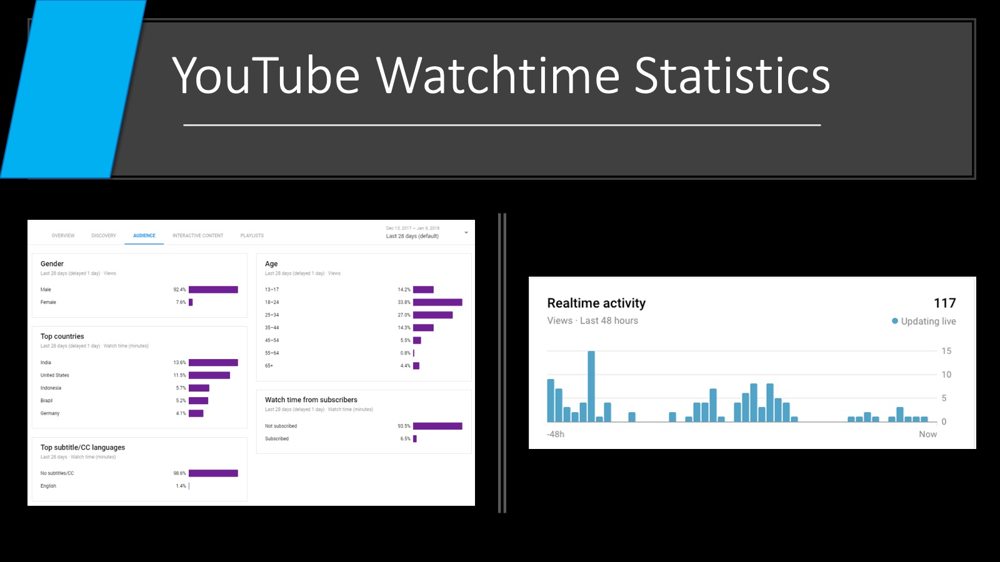 YouTube Watchtime Statistics
OVERVIEW DISCOVERY AUDIENCE INTERACTIVE CONTENT PLAYLISTS
Dec 13, 2017 – Jan 9, 2018
Last 28 days (default)
Gender
Last 28 days (delayed 1 day) · Views
Male 92.4%
Female 7.6%
Top countries
Last 28 days (delayed 1 day) · Watch time (minutes)
India 13.6%
United States 11.5%
Indonesia 5.7%
Brazil 5.2%
Germany 4.1%
Top subtitle/CC languages
Last 28 days · Watch time (minutes)
No subtitles/CC 98.6%
English 1.4%
Age
Last 28 days (delayed 1 day) · Views
13–17 14.2%
18–24 33.8%
25–34 27.0%
35–44 14.3%
45–54 5.5%
55–64 0.8%
65+ 4.4%
Watch time from subscribers
Last 28 days (delayed 1 day) · Watch time (minutes)
Not subscribed 93.5%
Subscribed 6.5%
Realtime activity 117
Views · Last 48 hours Updating live
15
10
5
0
-48h Now